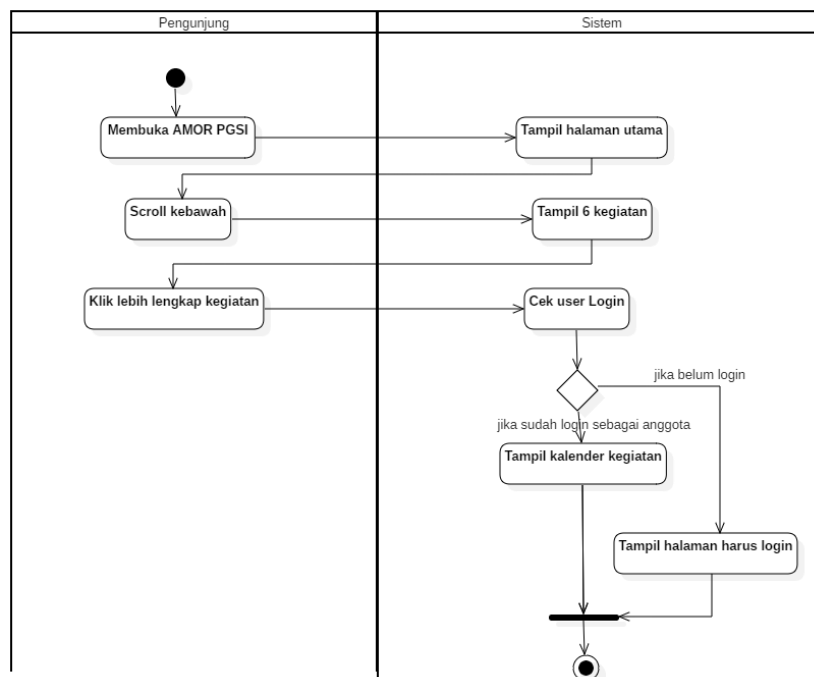 Pengunjung
Sistem
Membuka AMOR PGSI
Tampil halaman utama
Scroll kebawah
Tampil 6 kegiatan
Klik lebih lengkap kegiatan
Cek user Login
jika belum login
jika sudah login sebagai anggota
Tampil kalender kegiatan
Tampil halaman harus login